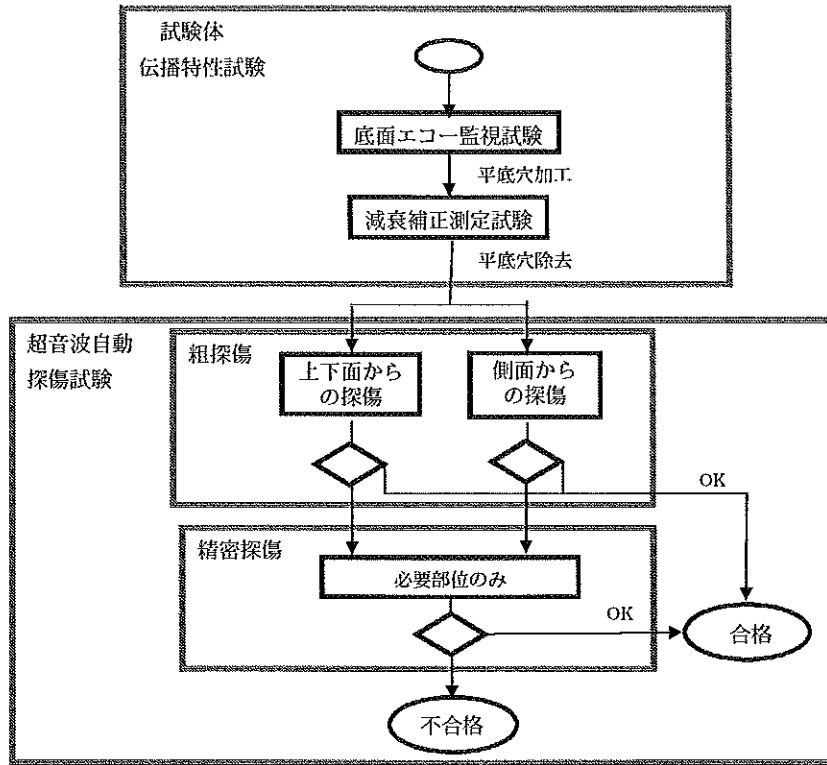 試験体
伝播特性試験
底面エコー監視試験
平底穴加工
減衰補正測定試験
平底穴除去
超音波自動
探傷試験
粗探傷
上下面から
の探傷
側面から
の探傷
OK
精密探傷
必要部位のみ
OK
合格
不合格